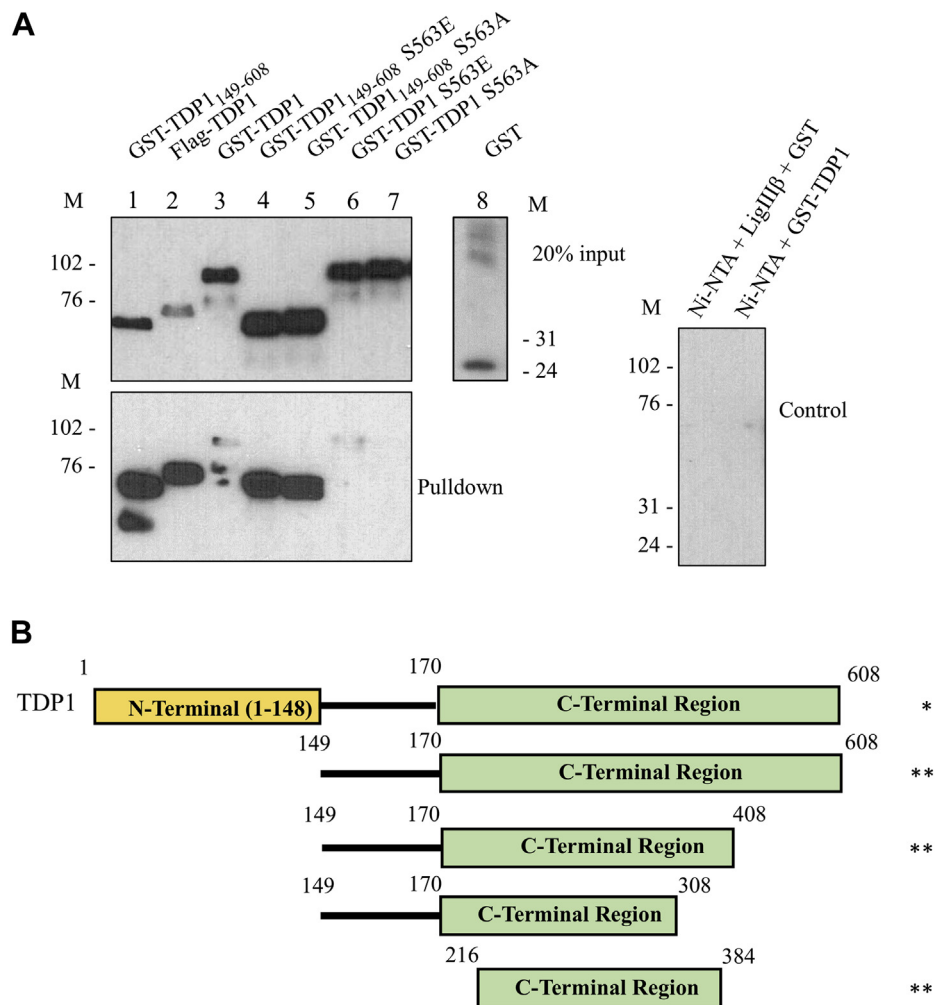 A
GST-TDP1149-608
Flag-TDP1
GST-TDP1
GST-TDP1149-608 S563E
GST- TDP1149-608 S563A
GST-TDP1 S563E
GST-TDP1 S563A
GST
M 1 2 3 4 5 6 7 8 M
102 -
76 -
20% input
- 31
- 24
M
102 -
76 -
Pulldown
Ni-NTA + LigIIIβ + GST
Ni-NTA + GST-TDP1
M
102 -
76 -
Control
31 -
24 -
B
1 170 608
TDP1 N-Terminal (1-148) C-Terminal Region *
149 170 608
C-Terminal Region **
149 170 408
C-Terminal Region **
149 170 308
C-Terminal Region
216 384
C-Terminal Region **